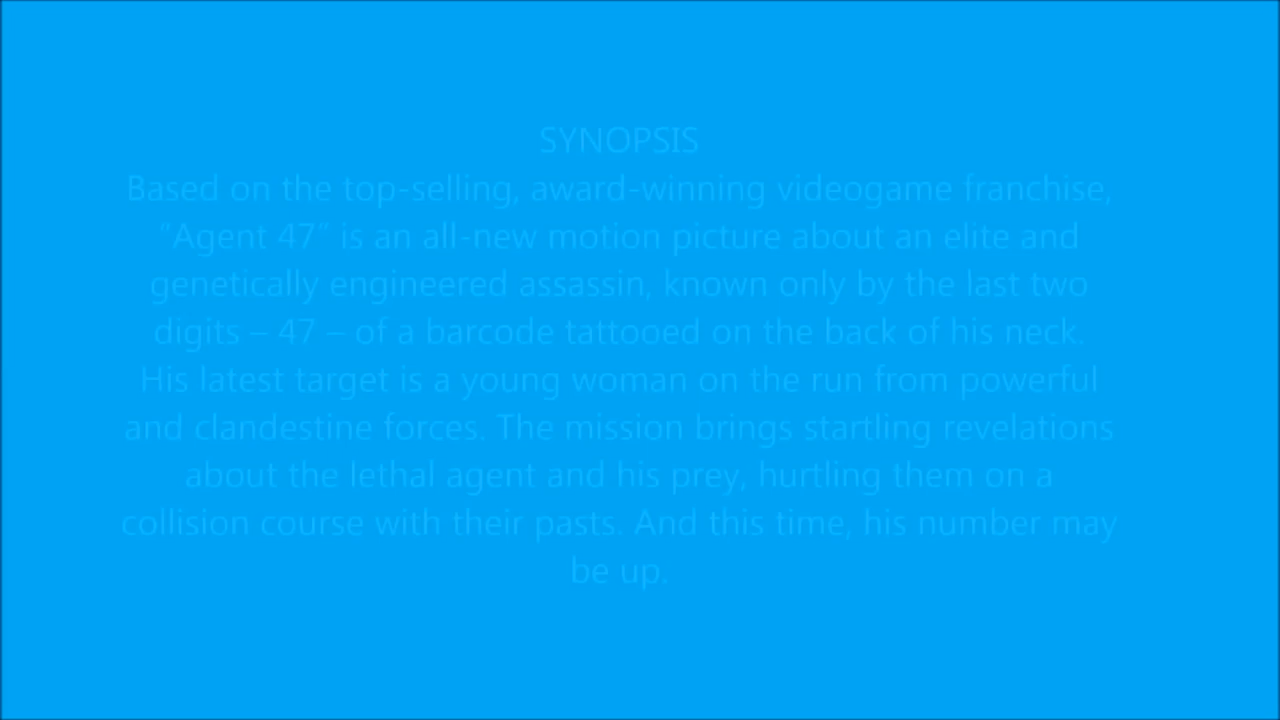 SYNOPSIS
Based on the top-selling, award-winning videogame franchise,
"Agent 47" is an all-new motion picture about an elite and
genetically engineered assassin, known only by the last two
digits – 47 – of a barcode tattooed on the back of his neck.
His latest target is a young woman on the run from powerful
and clandestine forces. The mission brings startling revelations
about the lethal agent and his prey, hurtling them on a
collision course with their pasts. And this time, his number may
be up.